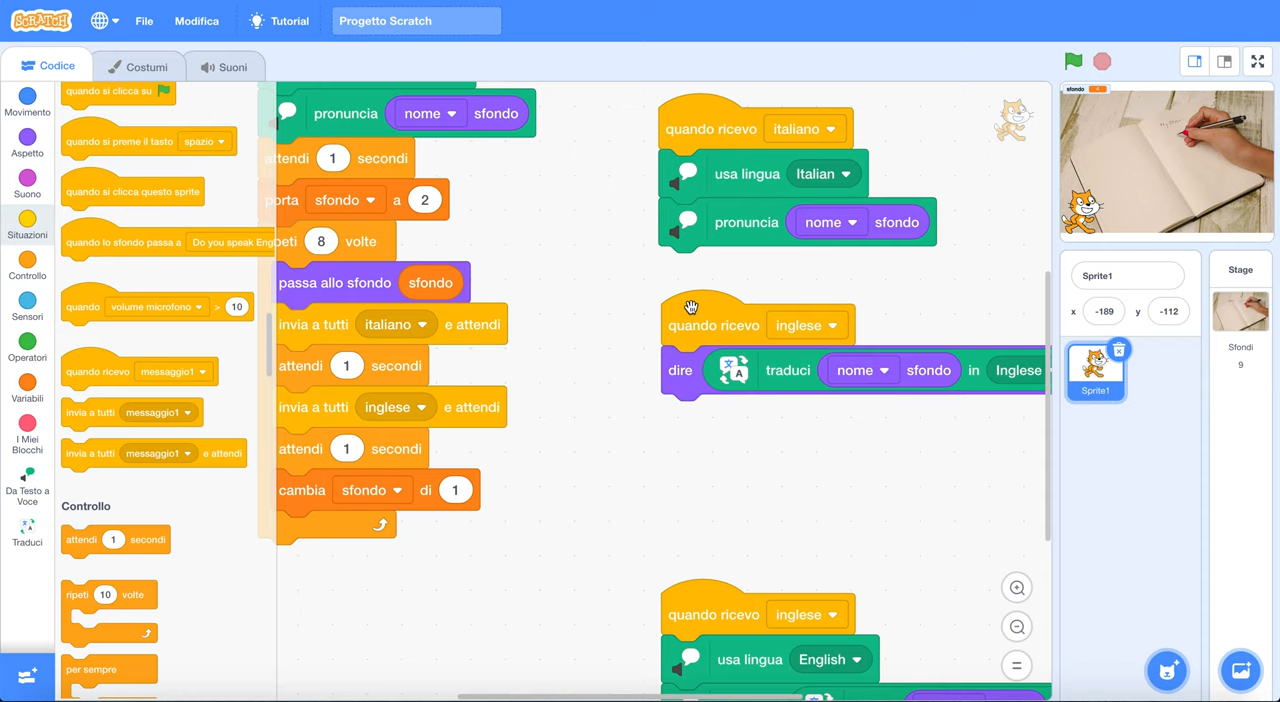 SCRATCH File Modifica Tutorial Progetto Scratch
Codice Costumi Suoni
Movimento
Aspetto
Suono
Situazioni
Controllo
Sensori
Operatori
Variabili
I Miei
Blocchi
Da Testo a
Voce
Traduci
quando si clicca su
quando si preme il tasto spazio
quando si clicca questo sprite
quando lo sfondo passa a Do you speak Eng
quando volume microfono > 10
quando ricevo messaggio1
invia a tutti messaggio1
invia a tutti messaggio1 e attendi
Controllo
attendi 1 secondi
ripeti 10 volte
per sempre
pronuncia nome sfondo
attendi 1 secondi
porta sfondo a 2
peti 8 volte
passa allo sfondo sfondo
invia a tutti italiano e attendi
attendi 1 secondi
invia a tutti inglese e attendi
attendi 1 secondi
cambia sfondo di 1
quando ricevo italiano
usa lingua Italian
pronuncia nome sfondo
quando ricevo inglese
dire traduci nome sfondo in Inglese
quando ricevo inglese
usa lingua English
sfondo 4
Sprite1
x -189 y -112
Sprite1
Stage
Sfondi
9